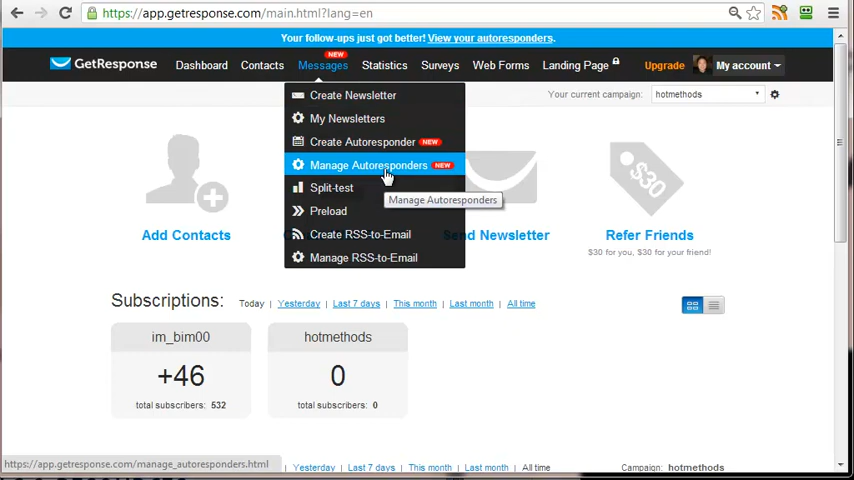 https://app.getresponse.com/main.html?lang=en
Your follow-ups just got better! View your autoresponders.
GetResponse Dashboard Contacts Messages NEW Statistics Surveys Web Forms Landing Page Upgrade My account
Your current campaign: hotmethods
Create Newsletter
My Newsletters
Create Autoresponder NEW
Manage Autoresponders NEW
Manage Autoresponders
Split-test
Preload
Create RSS-to-Email
Manage RSS-to-Email
$30
Add Contacts
Send Newsletter
Refer Friends
$30 for you, $30 for your friend!
Subscriptions: Today Yesterday Last 7 days This month Last month All time
im_bim00
+46
total subscribers: 532
hotmethods
0
total subscribers: 0
https://app.getresponse.com/manage_autoresponders.html
Yesterday Last 7 days This month Last month All time Campaign: hotmethods